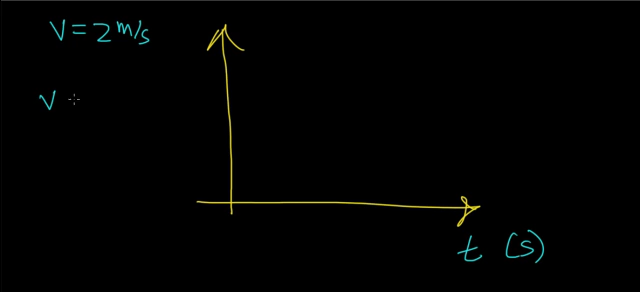 V = 2 m/s
V
t (s)